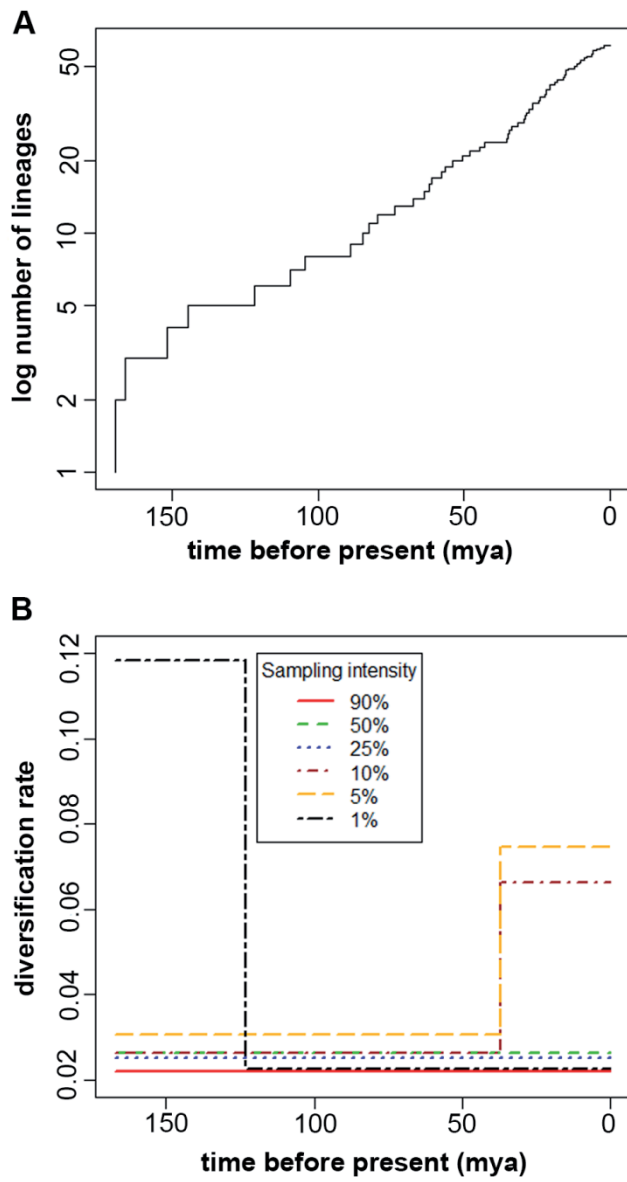 A
log number of lineages
50
20
10
5
2
1
150 100 50 0
time before present (mya)
B
diversification rate
0.12
0.10
0.08
0.06
0.04
0.02
Sampling intensity
90%
50%
25%
10%
5%
1%
150 100 50 0
time before present (mya)